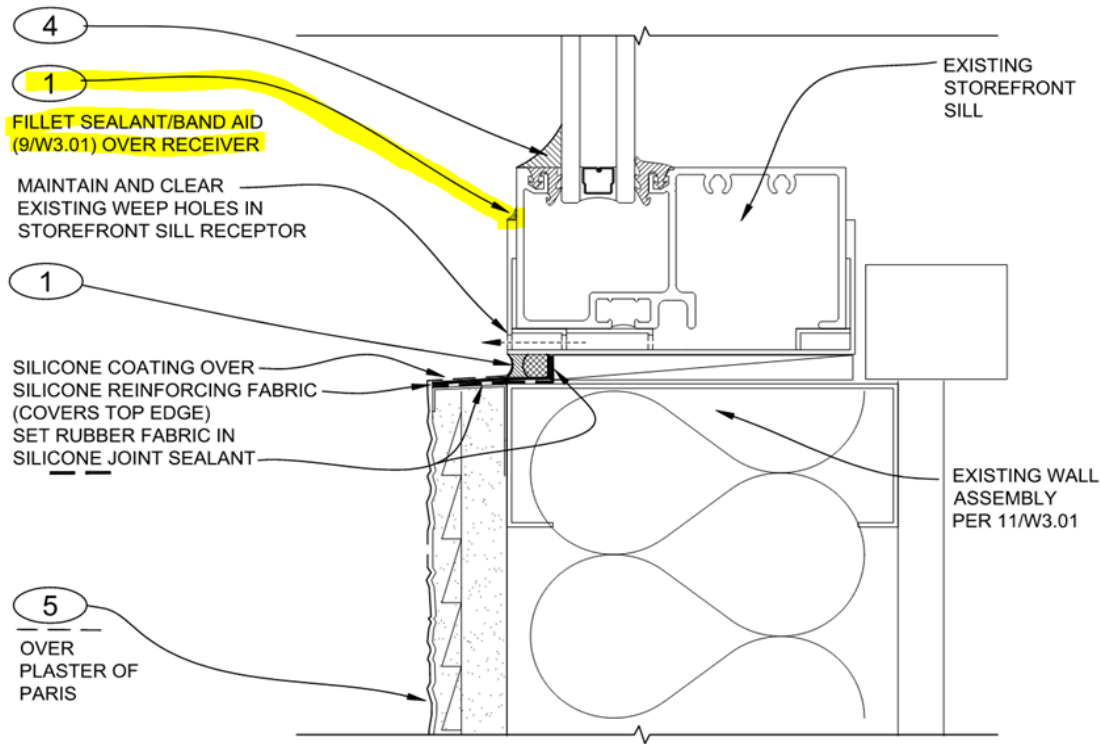 4
1
FILLET SEALANT/BAND AID
(9/W3.01) OVER RECEIVER
MAINTAIN AND CLEAR
EXISTING WEEP HOLES IN
STOREFRONT SILL RECEPTOR
1
SILICONE COATING OVER
SILICONE REINFORCING FABRIC
(COVERS TOP EDGE)
SET RUBBER FABRIC IN
SILICONE JOINT SEALANT
5
OVER
PLASTER OF
PARIS
EXISTING
STOREFRONT
SILL
EXISTING WALL
ASSEMBLY
PER 11/W3.01